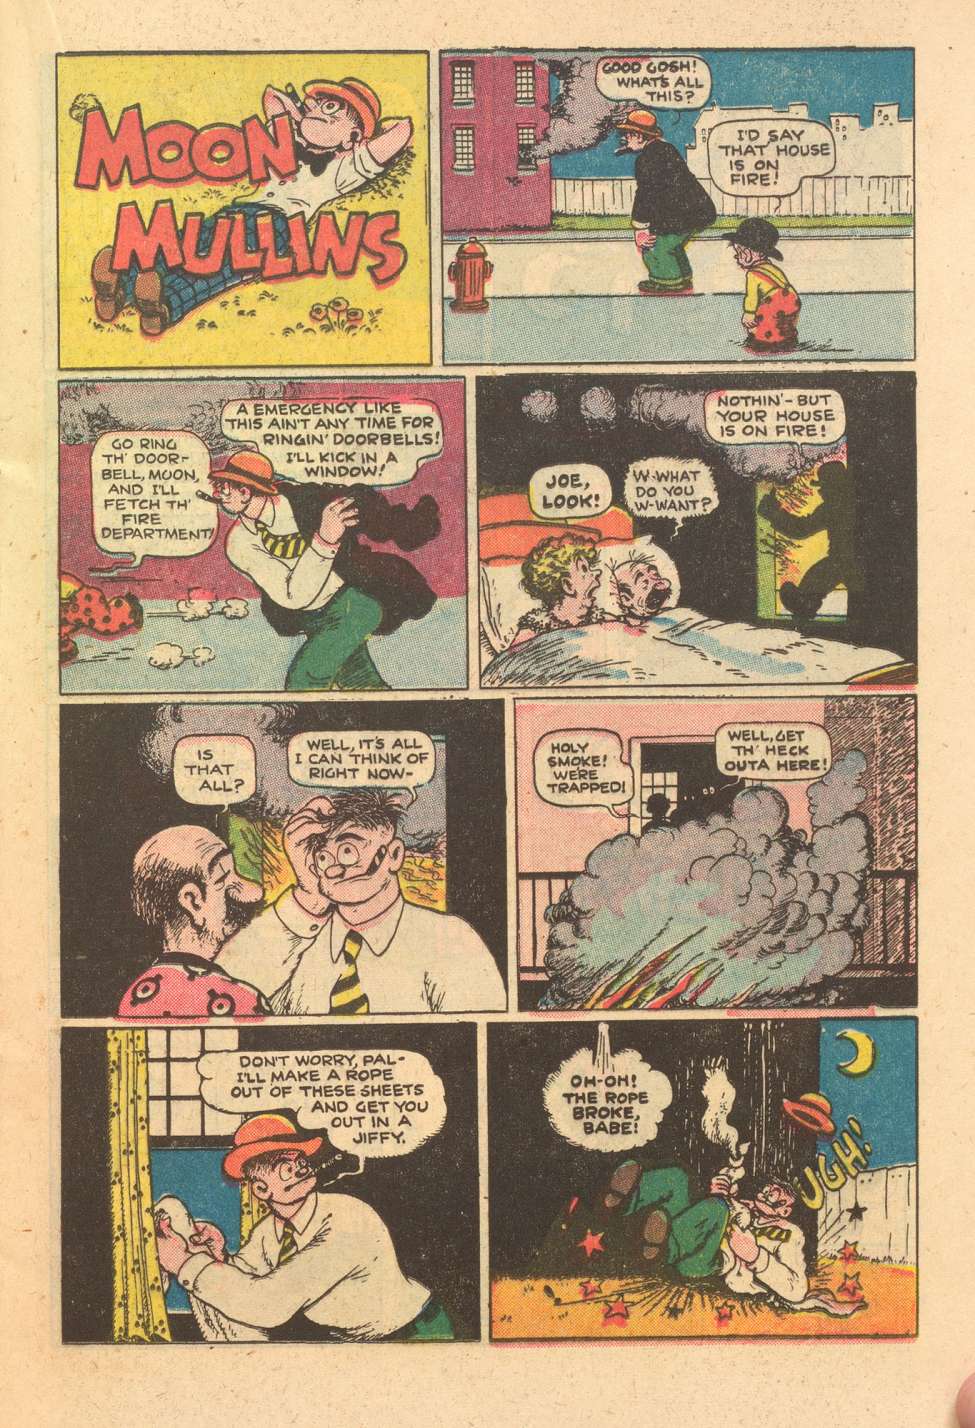 MOON
MULLINS
GOOD GOSH!
WHAT'S ALL
THIS?
I'D SAY
THAT HOUSE
IS ON
FIRE!
GO RING
TH' DOOR-
BELL, MOON,
AND I'LL
FETCH TH'
FIRE
DEPARTMENT!
A EMERGENCY LIKE
THIS AIN'T ANY TIME FOR
RINGIN' DOORBELLS!
I'LL KICK IN A
WINDOW!
JOE,
LOOK!
W-WHAT
DO YOU
W-WANT?
NOTHIN'- BUT
YOUR HOUSE
IS ON FIRE!
IS
THAT
ALL?
WELL, IT'S ALL
I CAN THINK OF
RIGHT NOW-
HOLY
SMOKE!
WE'RE
TRAPPED!
WELL, GET
TH' HECK
OUTA HERE!
DON'T WORRY, PAL-
I'LL MAKE A ROPE
OUT OF THESE SHEETS
AND GET YOU
OUT IN A
JIFFY.
OH-OH!
THE ROPE
BROKE,
BABE!
UGH!